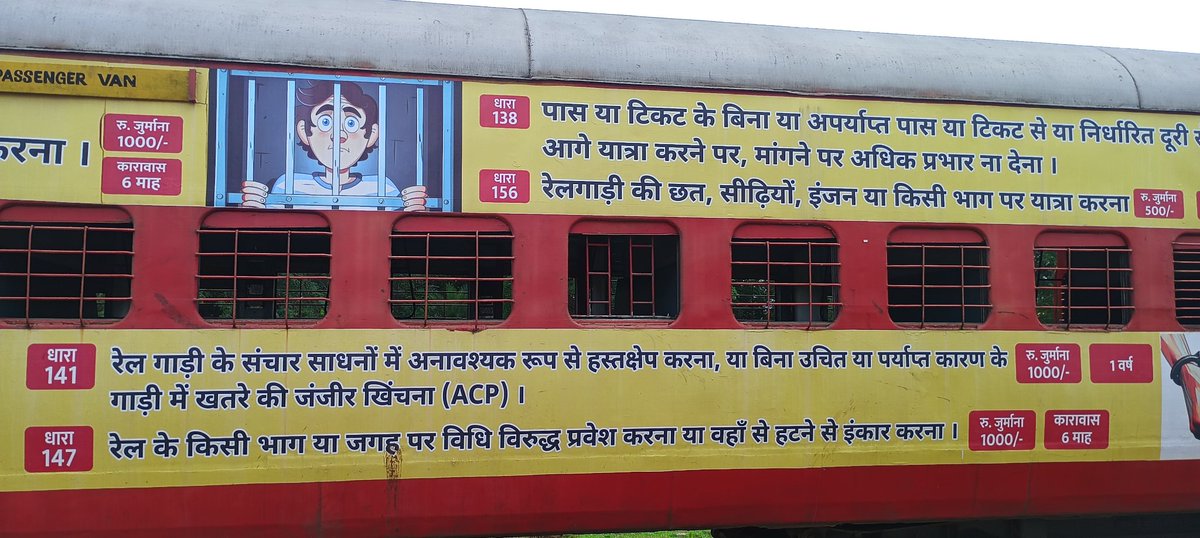 PASSENGER VAN
करना ।
रु. जुर्माना
1000/-
कारावास
6 माह
धारा
138
पास या टिकट के बिना या अपर्याप्त पास या टिकट से या निर्धारित दूरी
आगे यात्रा करने पर, मांगने पर अधिक प्रभार ना देना ।
धारा
156
रेलगाड़ी की छत, सीढ़ियों, इंजन या किसी भाग पर यात्रा करना
रु. जुर्माना
500/-
धारा
141
रेल गाड़ी के संचार साधनों में अनावश्यक रूप से हस्तक्षेप करना, या बिना उचित या पर्याप्त कारण के
गाड़ी में खतरे की जंजीर खिंचना (ACP) ।
रु. जुर्माना
1000/-
1 वर्ष
धारा
147
रेल के किसी भाग या जगह पर विधि विरुद्ध प्रवेश करना या वहाँ से हटने से इंकार करना ।
रु. जुर्माना
1000/-
कारावास
6 माह